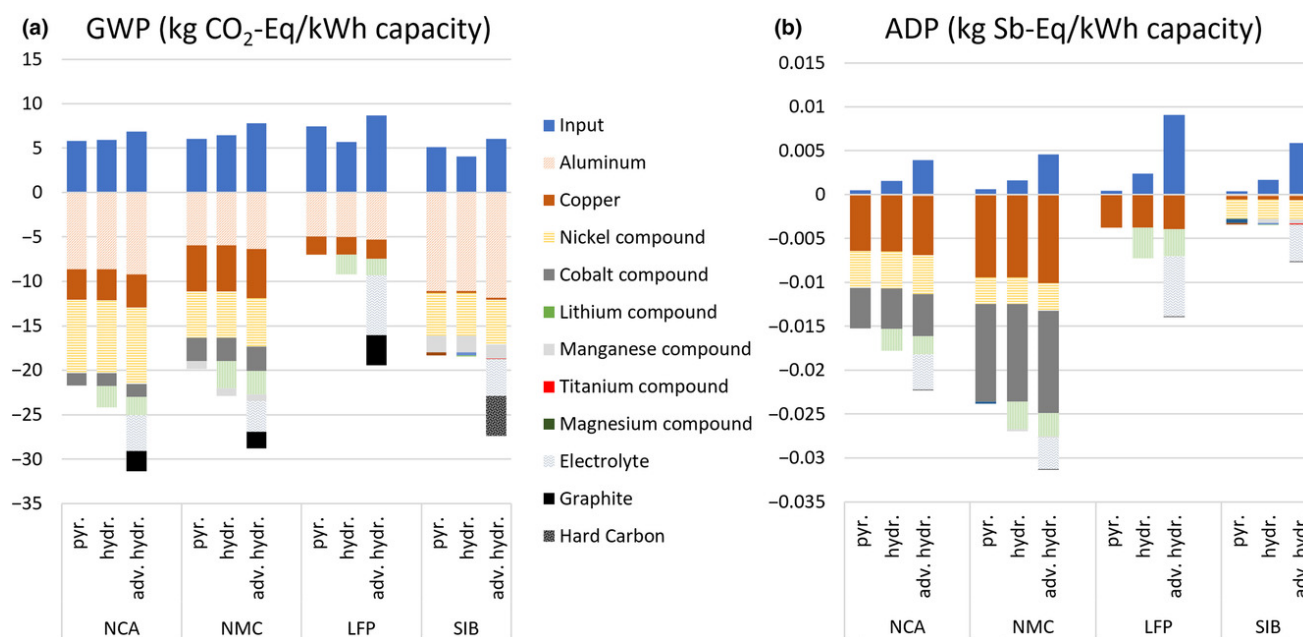 (a) GWP (kg CO₂-Eq/kWh capacity)
15
10
5
0
−5
−10
−15
−20
−25
−30
−35
pyr.
hydr.
adv. hydr.
pyr.
hydr.
adv. hydr.
pyr.
hydr.
adv. hydr.
pyr.
hydr.
adv. hydr.
NCA NMC LFP SIB
Input
Aluminum
Copper
Nickel compound
Cobalt compound
Lithium compound
Manganese compound
Titanium compound
Magnesium compound
Electrolyte
Graphite
Hard Carbon
(b) ADP (kg Sb-Eq/kWh capacity)
0.015
0.01
0.005
0
−0.005
−0.01
−0.015
−0.02
−0.025
−0.03
−0.035
pyr.
hydr.
adv. hydr.
pyr.
hydr.
adv. hydr.
pyr.
hydr.
adv. hydr.
pyr.
hydr.
adv. hydr
NCA NMC LFP SIB